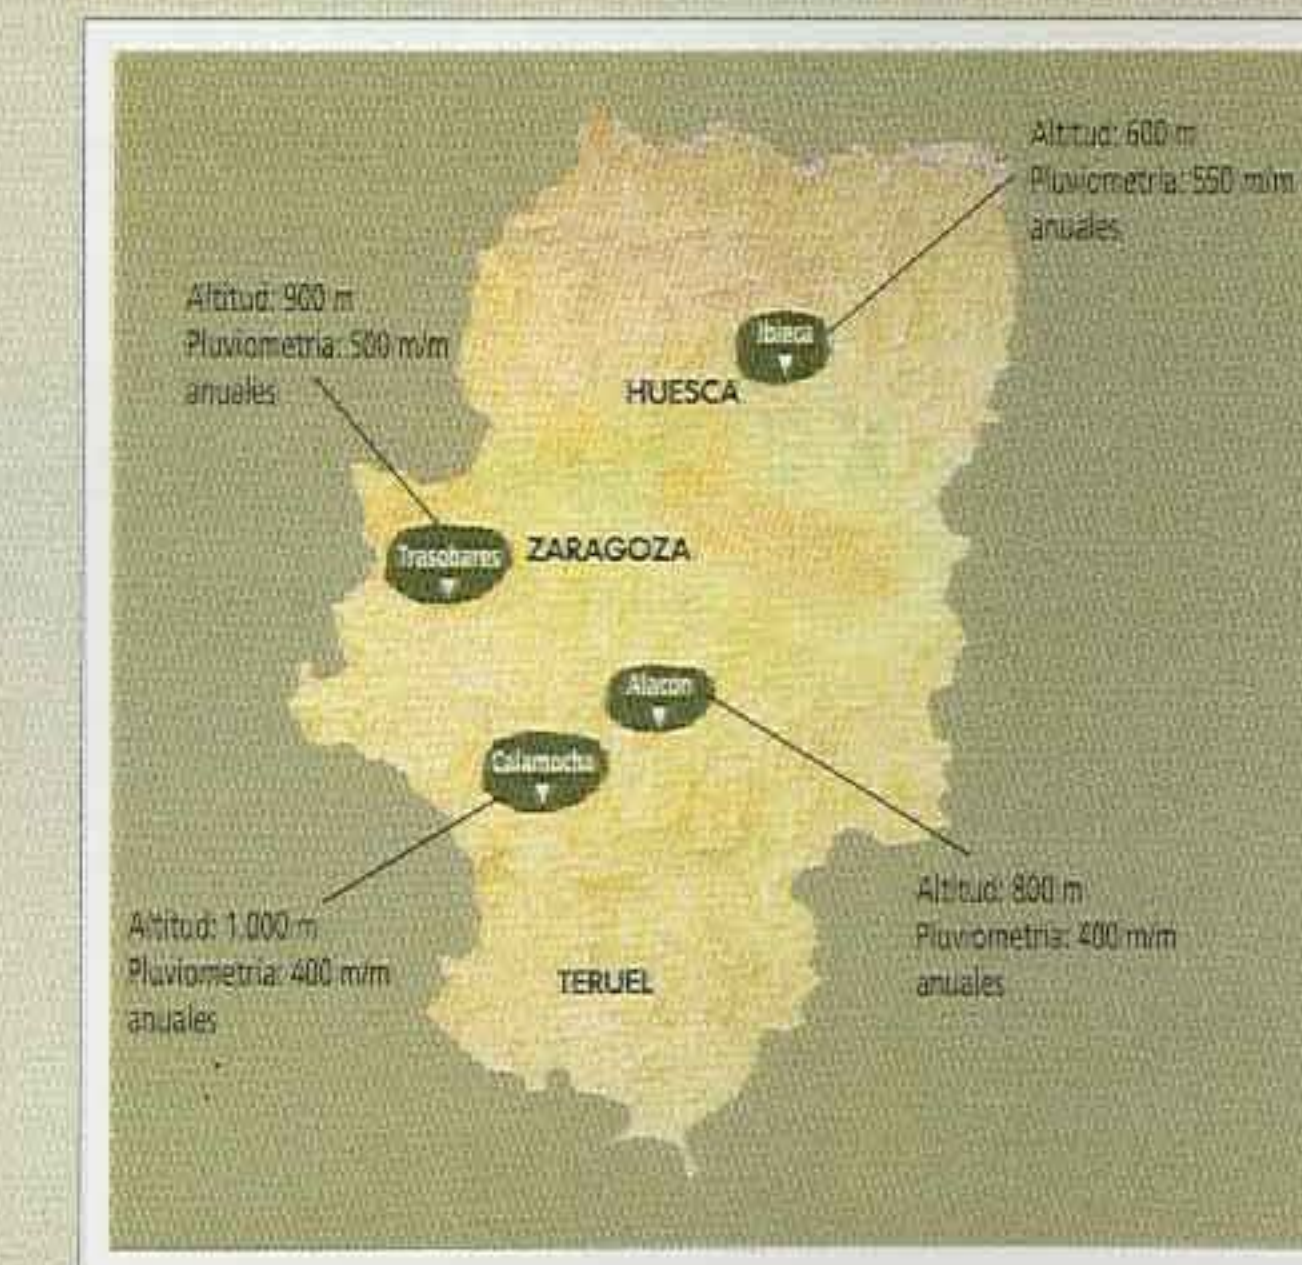 Altitud: 600 m
Pluviometria: 550 m/m
anuales
Altitud: 900 m
Pluviometria: 500 m/m
anuales
Ibieca
HUESCA
Trasobares
ZARAGOZA
Alacon
Calamocha
Altitud: 800 m
Pluviometria: 400 m/m
anuales
Altitud: 1.000 m
Pluviometria: 400 m/m
anuales
TERUEL